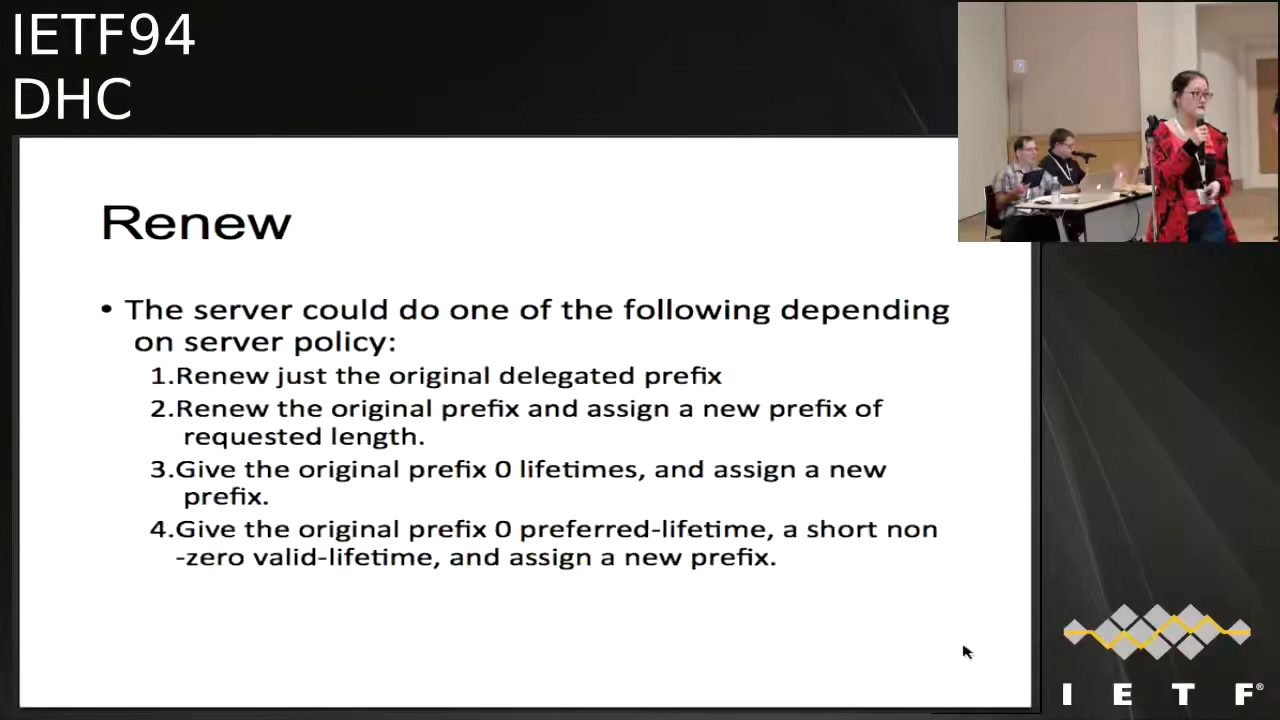 IETF94
DHC
Renew
• The server could do one of the following depending
on server policy:
1.Renew just the original delegated prefix
2.Renew the original prefix and assign a new prefix of
requested length.
3.Give the original prefix 0 lifetimes, and assign a new
prefix.
4.Give the original prefix 0 preferred-lifetime, a short non
-zero valid-lifetime, and assign a new prefix.
I E T F®